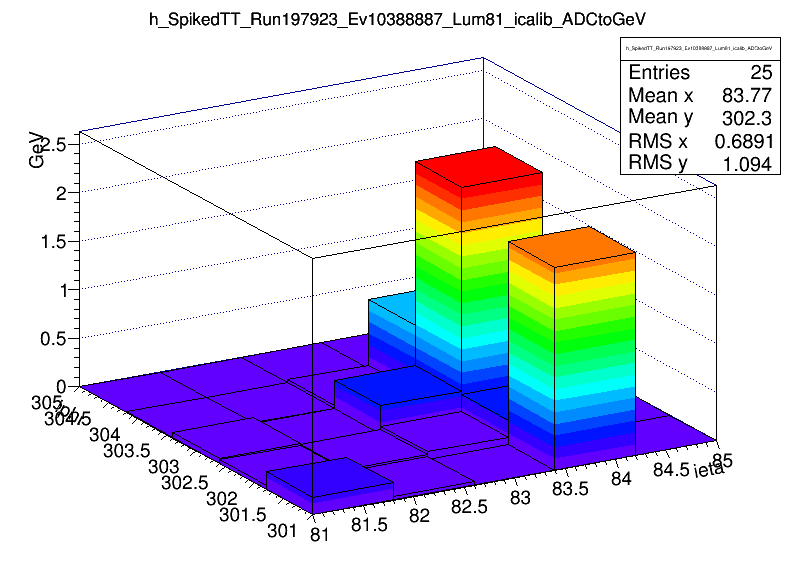 h_SpikedTT_Run197923_Ev10388887_Lum81_icalib_ADCtoGeV
h_SpikedTT_Run197923_Ev10388887_Lum81_icalib_ADCtoGeV
Entries 25
Mean x 83.77
Mean y 302.3
RMS x 0.6891
RMS y 1.094
GeV
2.5
2
1.5
1
0.5
0
305
304.5
304
303.5
303
302.5
302
301.5
301
81
81.5
82
82.5
83
83.5
84
84.5
85
ieta